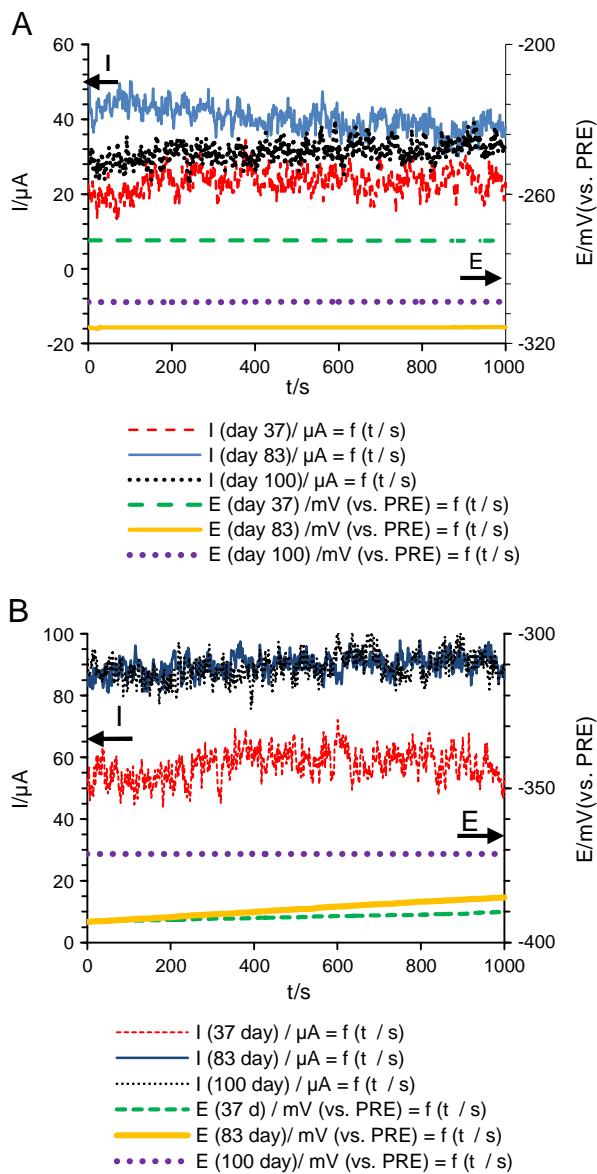 A
60
40
20
0
-20
I/µA
I
E
-200
-260
-320
E/mV(vs. PRE)
0 200 400 600 800 1000
t/s
I (day 37)/ µA = f (t / s)
I (day 83)/ µA = f (t / s)
I (day 100)/ µA = f (t / s)
E (day 37) /mV (vs. PRE) = f (t / s)
E (day 83) /mV (vs. PRE) = f (t / s)
E (day 100) /mV (vs. PRE) = f (t / s)
B
100
80
60
40
20
0
I/µA
I
E
-300
-350
-400
E/mV(vs. PRE)
0 200 400 600 800 1000
t/s
I (37 day) / µA = f (t / s)
I (83 day) / µA = f (t / s)
I (100 day) / µA = f (t / s)
E (37 d) / mV (vs. PRE) = f (t / s)
E (83 day)/ mV (vs. PRE) = f (t / s)
E (100 day)/ mV (vs. PRE) = f (t / s)